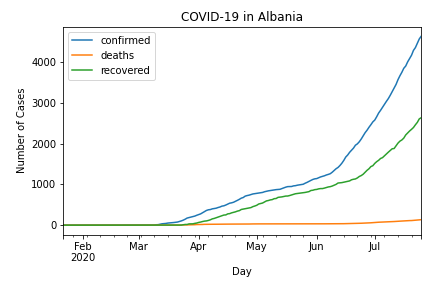 COVID-19 in Albania
confirmed
deaths
recovered
Number of Cases
4000
3000
2000
1000
0
Feb Mar Apr May Jun Jul
2020
Day